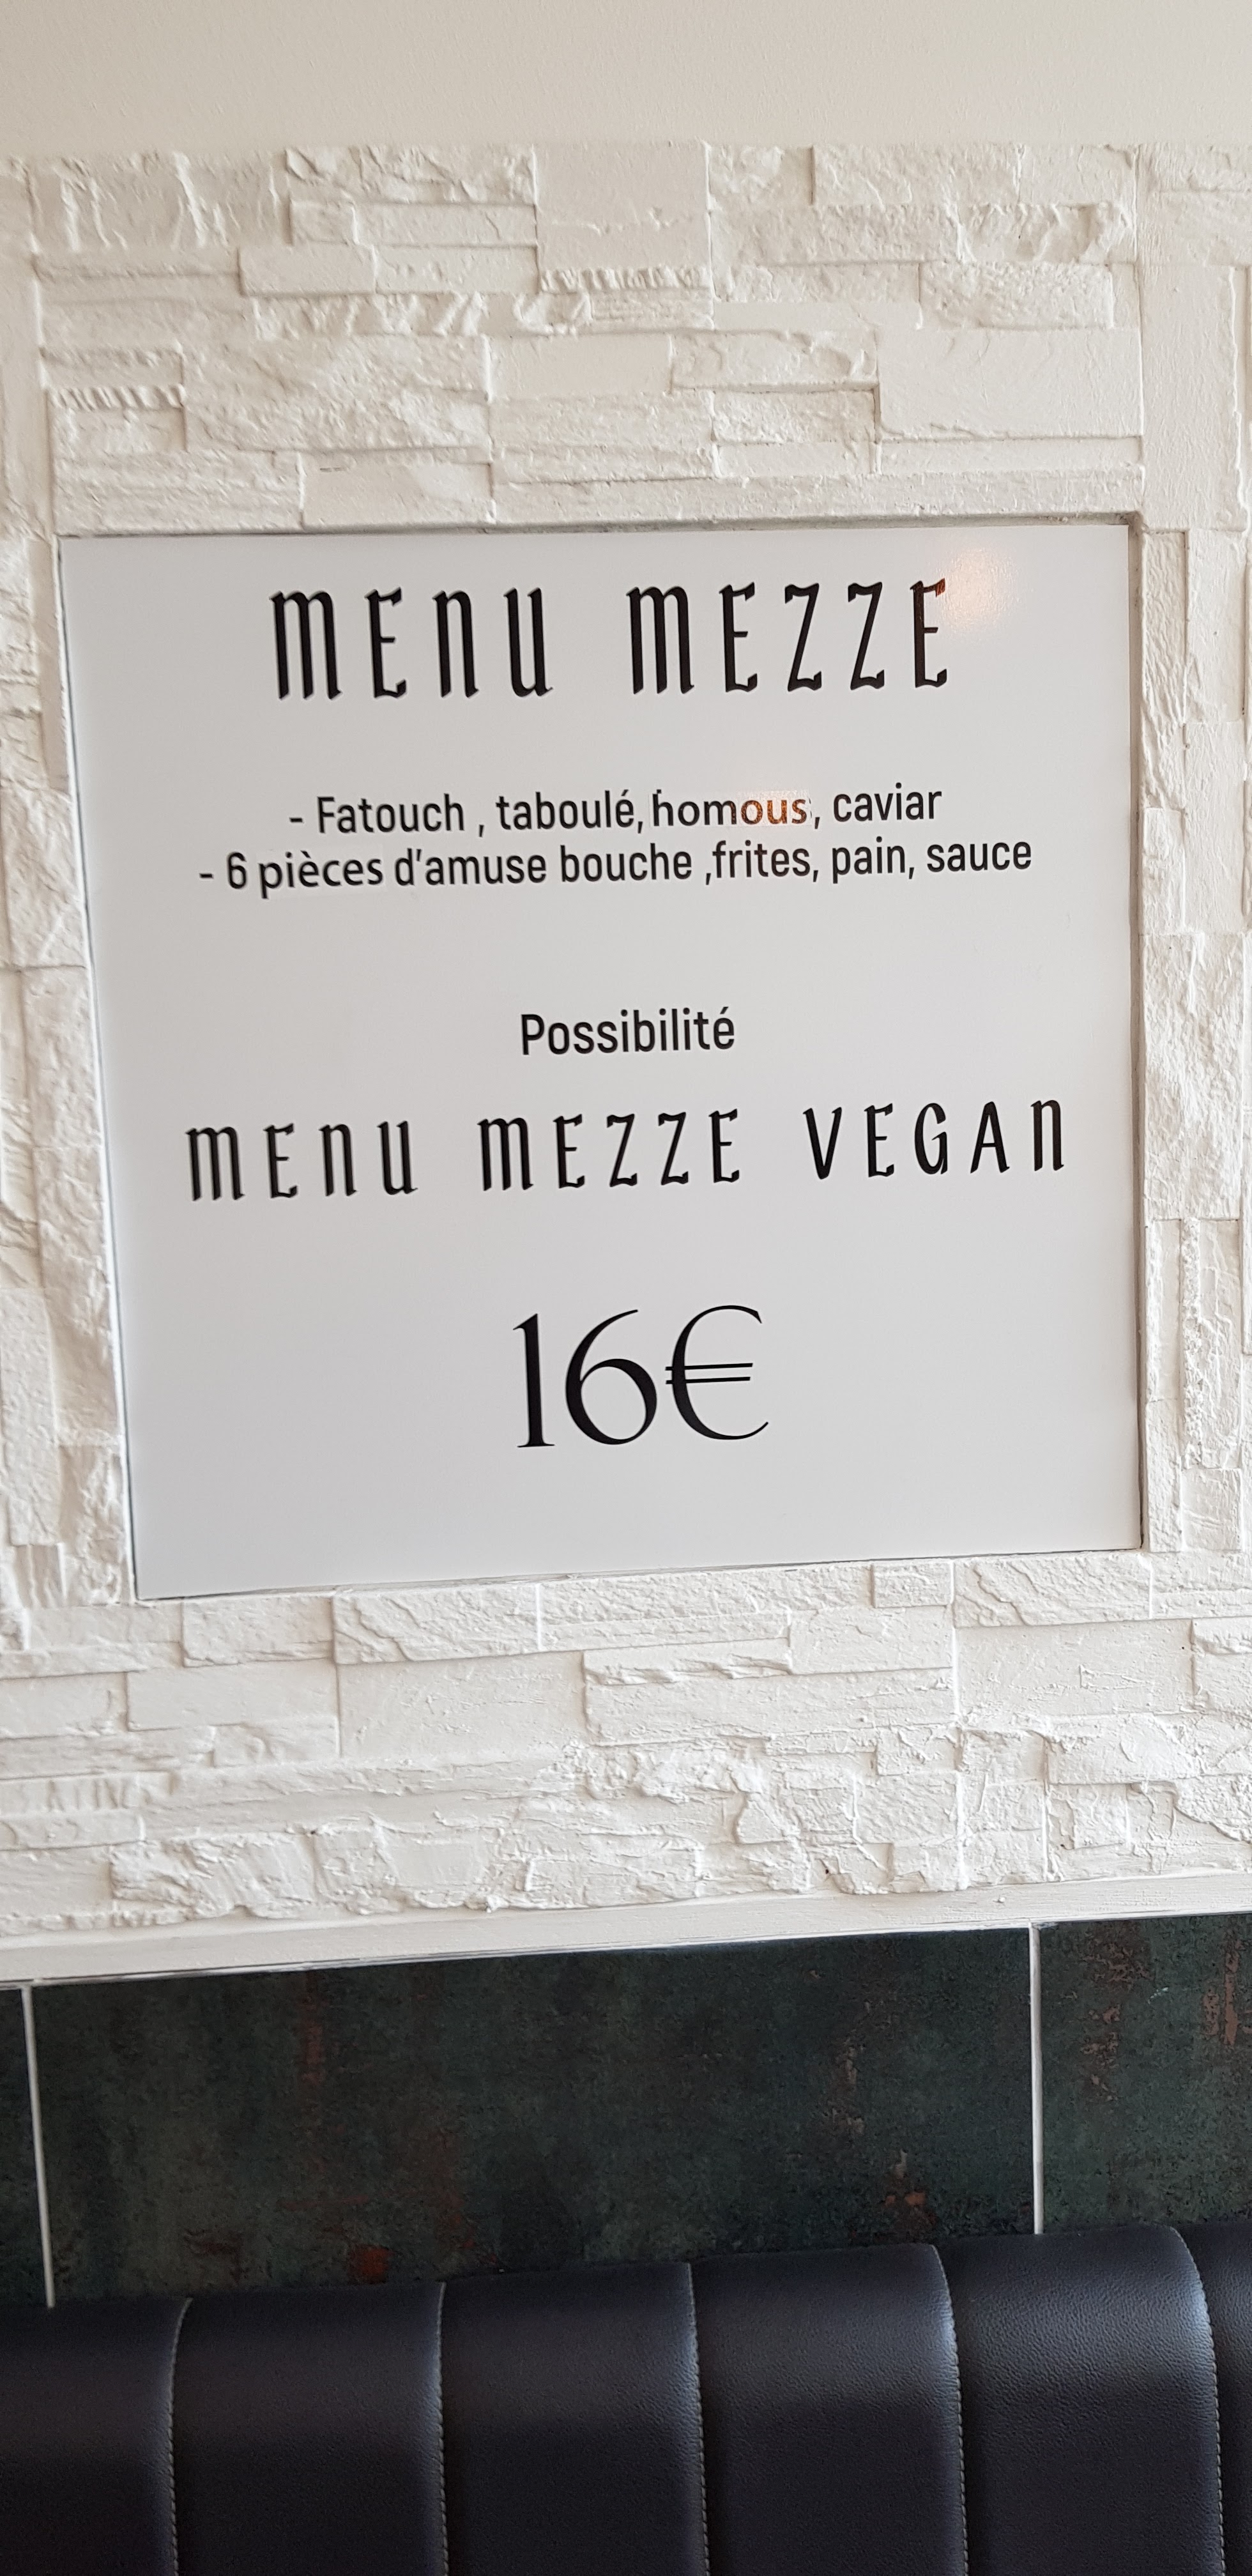 MENU MEZZE
- Fatouch , taboulé, homous, caviar
- 6 pièces d'amuse bouche ,frites, pain, sauce
Possibilité
MENU MEZZE VEGAN
16€